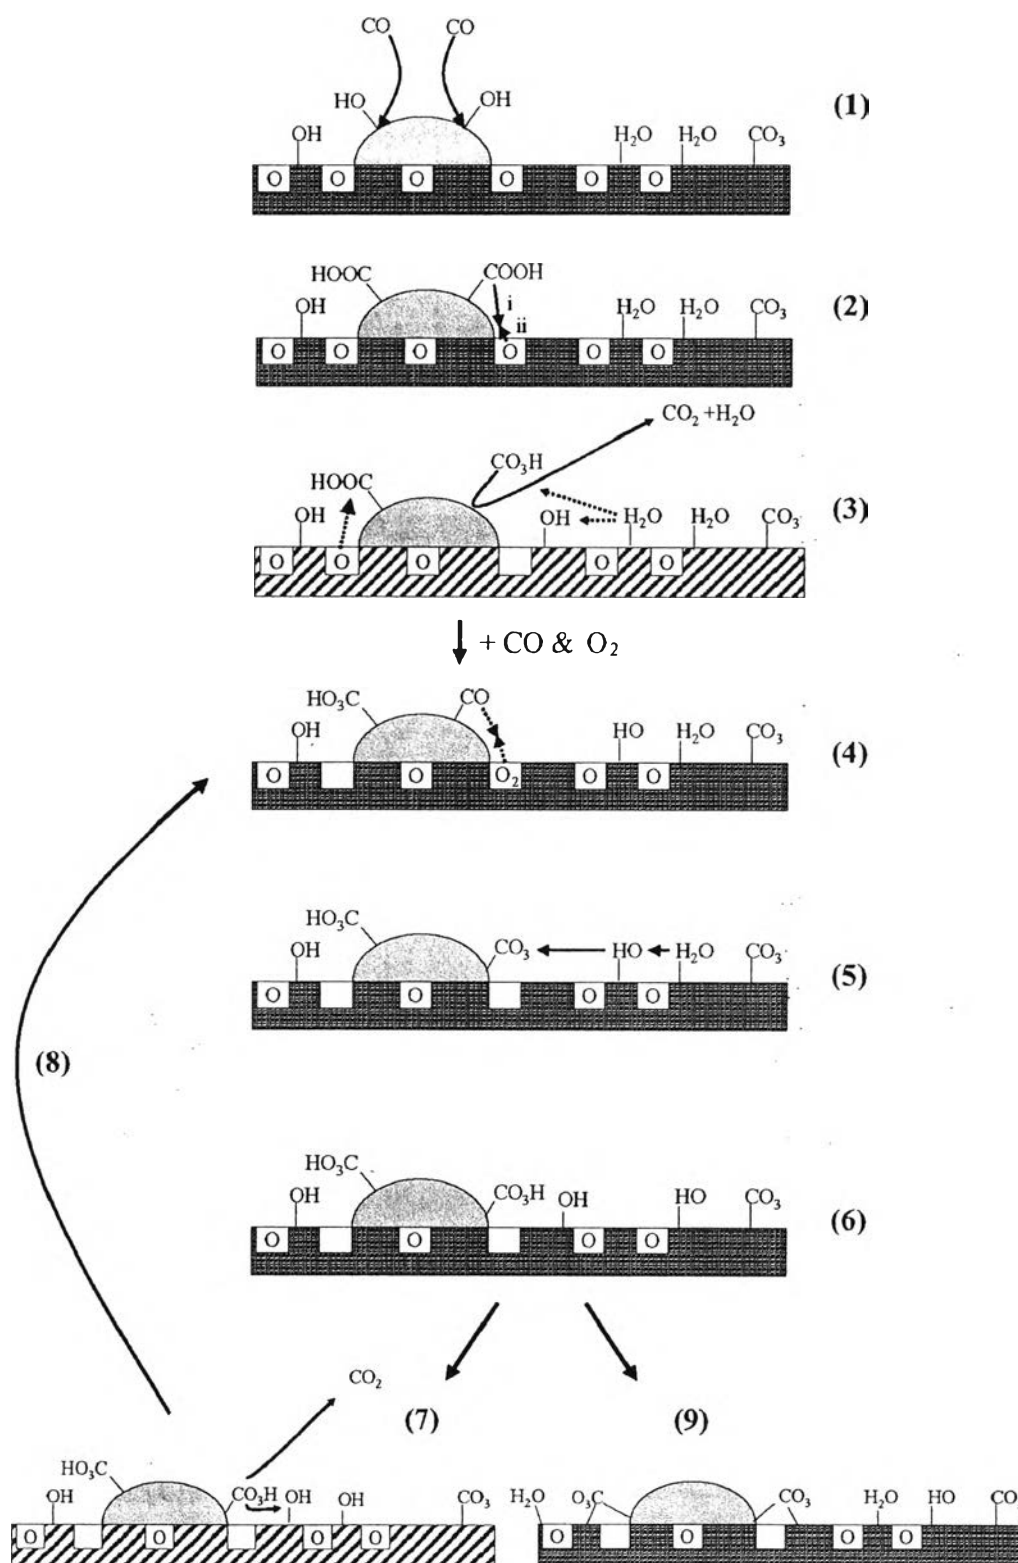 CO CO
HO OH
OH H₂O H₂O CO₃ (1)
O O O O O O
HOOC COOH
OH i ii H₂O H₂O CO₃ (2)
O O O O O O
CO₂ +H₂O
HOOC CO₃H
OH OH H₂O H₂O CO₃ (3)
O O O O O
+ CO & O₂
HO₃C CO
OH HO H₂O CO₃ (4)
O O O₂ O O
HO₃C
OH CO₃ HO H₂O CO₃ (5)
O O O O
(8)
HO₃C CO₃H
OH OH HO CO₃ (6)
O O O O
CO₂
(7) (9)
HO₃C CO₃H
OH OH OH CO₃
O O O O
H₂O O₃C CO₃ H₂O HO CO
O O O O